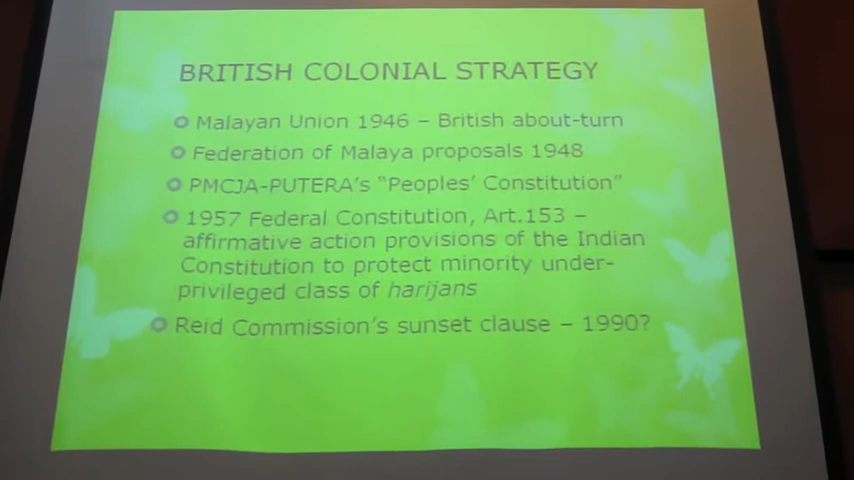 BRITISH COLONIAL STRATEGY
Malayan Union 1946 – British about-turn
Federation of Malaya proposals 1948
PMCJA-PUTERA's "Peoples' Constitution"
1957 Federal Constitution, Art.153 –
affirmative action provisions of the Indian
Constitution to protect minority under-
privileged class of harijans
Reid Commission's sunset clause – 1990?